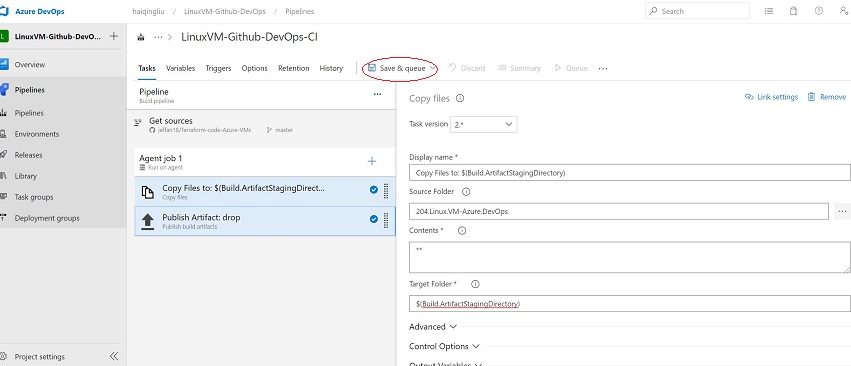 Azure DevOps
haiqingliu / LinuxVM-Github-DevOps / Pipelines
Search
L LinuxVM-Github-DevO... +
··· > LinuxVM-Github-DevOps-CI
Overview
Pipelines
Pipelines
Environments
Releases
Library
Task groups
Deployment groups
Project settings
Tasks Variables Triggers Options Retention History Save & queue Discard Summary Queue ···
Pipeline ···
Build pipeline
Get sources
jeffan18/Terraform-code-Azure-VMs master
Agent job 1 +
Run on agent
Copy Files to: $(Build.ArtifactStagingDirect...
Copy files
Publish Artifact: drop
Publish build artifacts
Copy files Link settings Remove
Task version 2.*
Display name *
Copy Files to: $(Build.ArtifactStagingDirectory)
Source Folder
204.Linux.VM-Azure.DevOps ...
Contents *
**
Target Folder *
$(Build.ArtifactStagingDirectory)
Advanced
Control Options
Output Variables